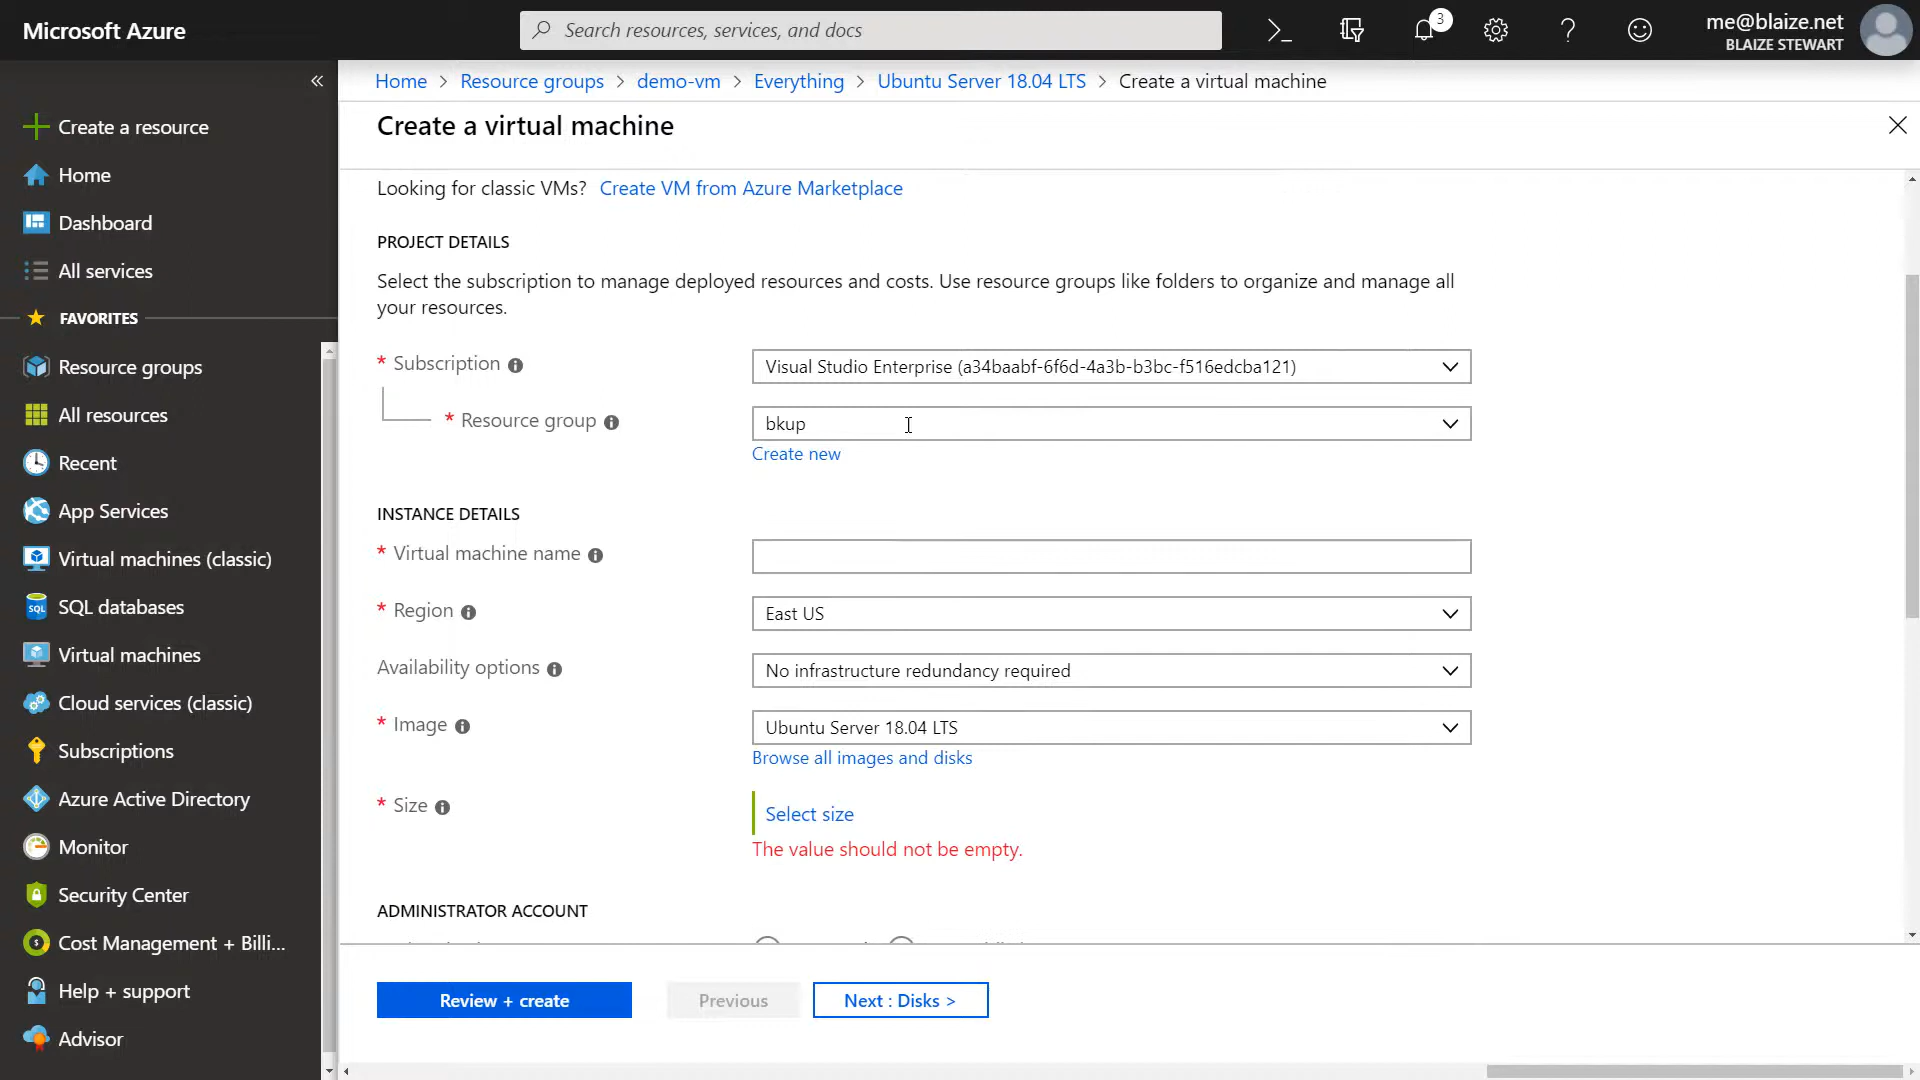 Microsoft Azure
Search resources, services, and docs
3
me@blaize.net
BLAIZE STEWART
Home > Resource groups > demo-vm > Everything > Ubuntu Server 18.04 LTS > Create a virtual machine
Create a virtual machine
Create a resource
Home
Dashboard
All services
FAVORITES
Resource groups
All resources
Recent
App Services
Virtual machines (classic)
SQL databases
Virtual machines
Cloud services (classic)
Subscriptions
Azure Active Directory
Monitor
Security Center
Cost Management + Billi...
Help + support
Advisor
Looking for classic VMs? Create VM from Azure Marketplace
PROJECT DETAILS
Select the subscription to manage deployed resources and costs. Use resource groups like folders to organize and manage all
your resources.
* Subscription
Visual Studio Enterprise (a34baabf-6f6d-4a3b-b3bc-f516edcba121)
* Resource group
bkup
Create new
INSTANCE DETAILS
* Virtual machine name
* Region
East US
Availability options
No infrastructure redundancy required
* Image
Ubuntu Server 18.04 LTS
Browse all images and disks
* Size
Select size
The value should not be empty.
ADMINISTRATOR ACCOUNT
Review + create
Previous
Next : Disks >